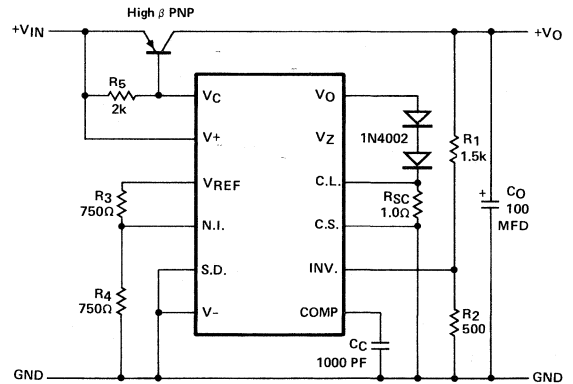 High β PNP
+VIN
+VO
R5
2k
VC
VO
V+
1N4002
VZ
R1
1.5k
VREF
C.L.
R3
750Ω
RSC
1.0Ω
+
CO
100
MFD
N.I.
C.S.
S.D.
INV.
R4
750Ω
V-
COMP
R2
500
CC
1000 PF
GND
GND